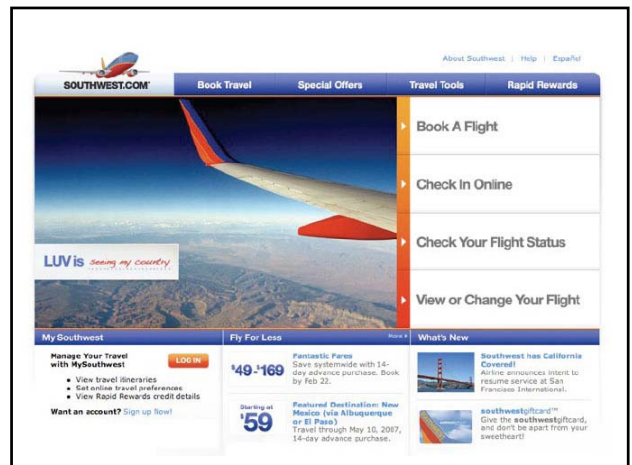 About Southwest | Help | Español
SOUTHWEST.COM®
Book Travel
Special Offers
Travel Tools
Rapid Rewards
Book A Flight
Check In Online
Check Your Flight Status
View or Change Your Flight
LUV is seeing my country
My Southwest
Manage Your Travel
with MySouthwest
LOG IN
• View travel itineraries
• Set online travel preferences
• View Rapid Rewards credit details
Want an account? Sign up Now!
Fly For Less
More
$49-$169
Fantastic Fares
Save systemwide with 14-
day advance purchase. Book
by Feb 22.
Starting at
$59
Featured Destination: New
Mexico (via Albuquerque
or El Paso)
Travel through May 10, 2007,
14-day advance purchase.
What's New
Southwest has California
Covered!
Airline announces intent to
resume service at San
Francisco International.
southwestgiftcard™
Give the southwestgiftcard,
and don't be apart from your
sweetheart!